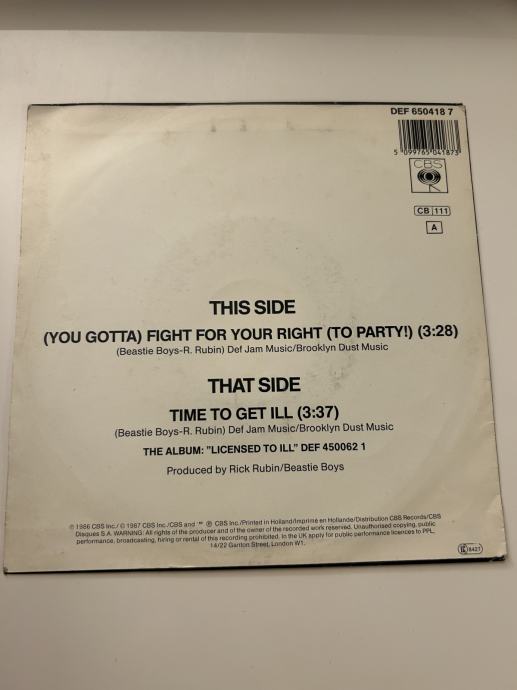 DEF 650418 7
5 099765 041873
CBS
CB 111
A
THIS SIDE
(YOU GOTTA) FIGHT FOR YOUR RIGHT (TO PARTY!) (3:28)
(Beastie Boys-R. Rubin) Def Jam Music/Brooklyn Dust Music
THAT SIDE
TIME TO GET ILL (3:37)
(Beastie Boys-R. Rubin) Def Jam Music/Brooklyn Dust Music
THE ALBUM: "LICENSED TO ILL" DEF 450062 1
Produced by Rick Rubin/Beastie Boys
℗ 1986 CBS Inc./ © 1987 CBS Inc./CBS and ℗ CBS Inc./Printed in Holland/Imprimé en Hollande/Distribution CBS Records/CBS
Disques S.A. WARNING: All rights of the producer and of the owner of the recorded work reserved. Unauthorised copying, public
performance, broadcasting, hiring or rental of this recording prohibited. In the UK apply for public performance licences to PPL,
14/22 Ganton Street, London W1.
8427